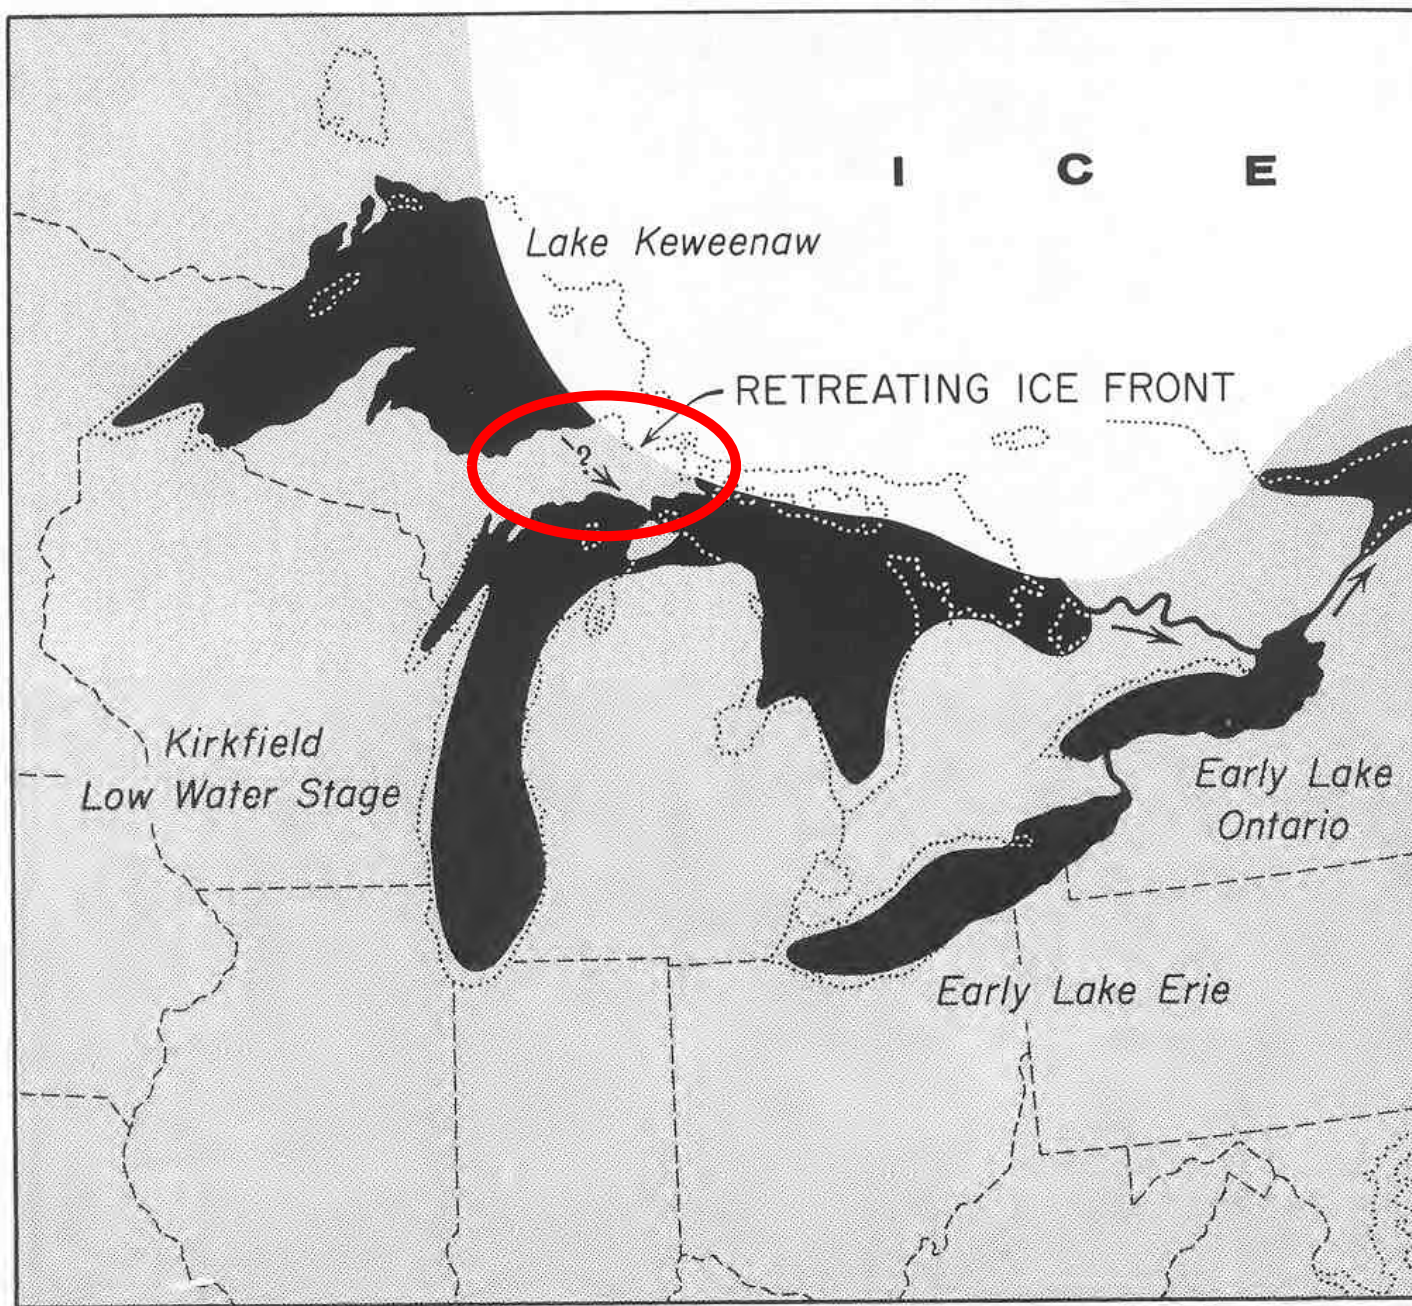 I C E
Lake Keweenaw
RETREATING ICE FRONT
?
Kirkfield
Low Water Stage
Early Lake
Ontario
Early Lake Erie